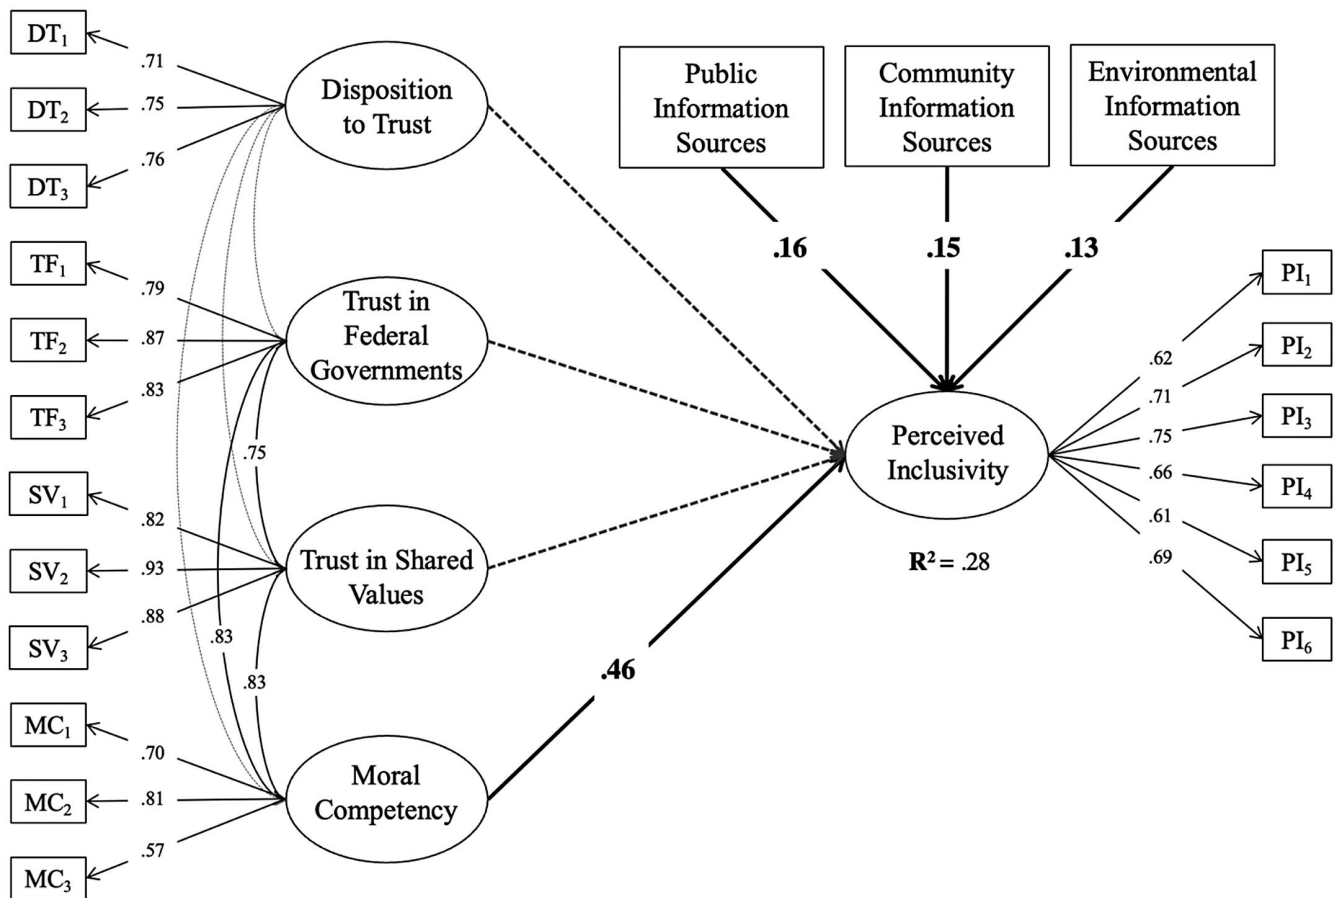 DT1
DT2
DT3
TF1
TF2
TF3
SV1
SV2
SV3
MC1
MC2
MC3
.71
.75
.76
.79
.87
.83
.82
.93
.88
.70
.81
.57
.75
.83
.83
Disposition
to Trust
Trust in
Federal
Governments
Trust in Shared
Values
Moral
Competency
Public
Information
Sources
Community
Information
Sources
Environmental
Information
Sources
.16
.15
.13
.46
Perceived
Inclusivity
R² = .28
.62
.71
.75
.66
.61
.69
PI1
PI2
PI3
PI4
PI5
PI6